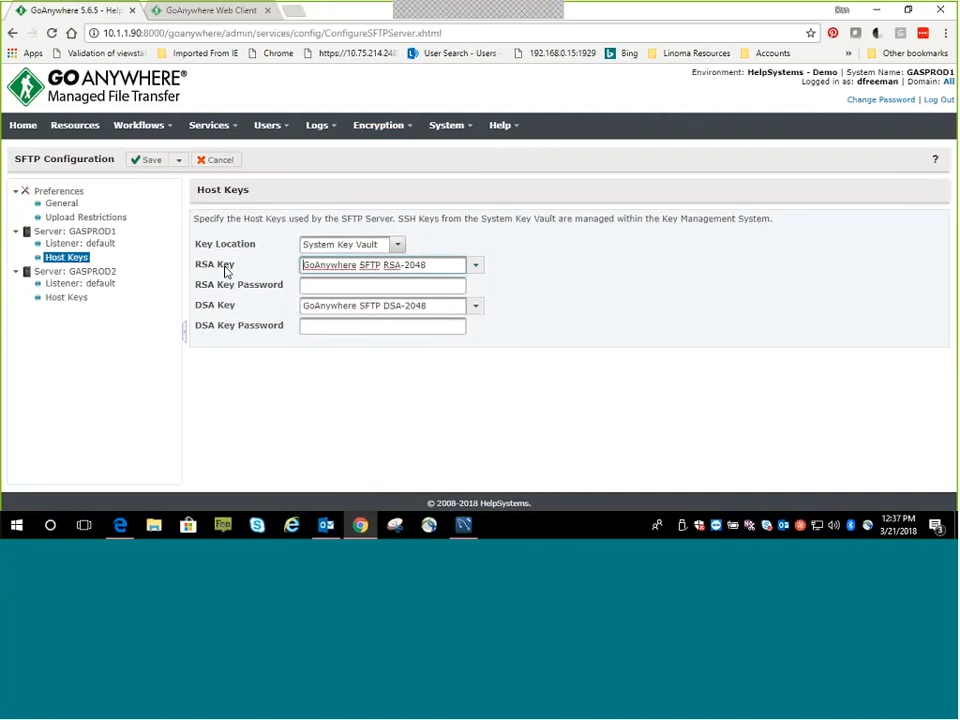 GoAnywhere 5.6.5 - Help
GoAnywhere Web Client
10.1.1.90:8000/goanywhere/admin/services/config/ConfigureSFTPServer.xhtml
Apps
Validation of viewsta
Imported From IE
Chrome
https://10.75.214.248
User Search - Users -
192.168.0.15:1929
Bing
Linoma Resources
Accounts
»
Other bookmarks
GO ANYWHERE®
Managed File Transfer
Environment: HelpSystems - Demo | System Name: GASPROD1
Logged in as: dfreeman | Domain: All
Change Password | Log Out
Home Resources Workflows Services Users Logs Encryption System Help
SFTP Configuration Save Cancel ?
Preferences
General
Upload Restrictions
Server: GASPROD1
Listener: default
Host Keys
Server: GASPROD2
Listener: default
Host Keys
Host Keys
Specify the Host Keys used by the SFTP Server. SSH Keys from the System Key Vault are managed within the Key Management System.
Key Location System Key Vault
RSA Key GoAnywhere SFTP RSA-2048
RSA Key Password
DSA Key GoAnywhere SFTP DSA-2048
DSA Key Password
© 2008-2018 HelpSystems.
12:37 PM
3/21/2018
3